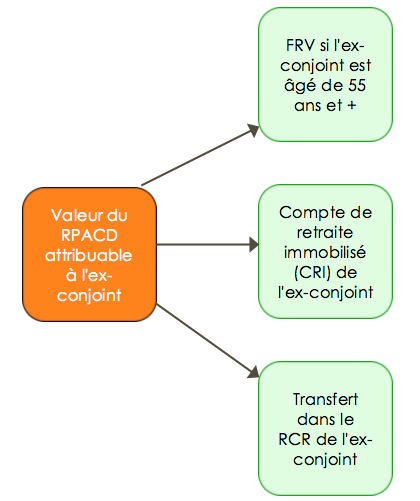 FRV si l'ex-
conjoint est
âgé de 55
ans et +
Valeur du
RPACD
attribuable
à l'ex-
conjoint
Compte de
retraite
immobilisé
(CRI) de
l'ex-conjoint
Transfert
dans le
RCR de l'ex-
conjoint